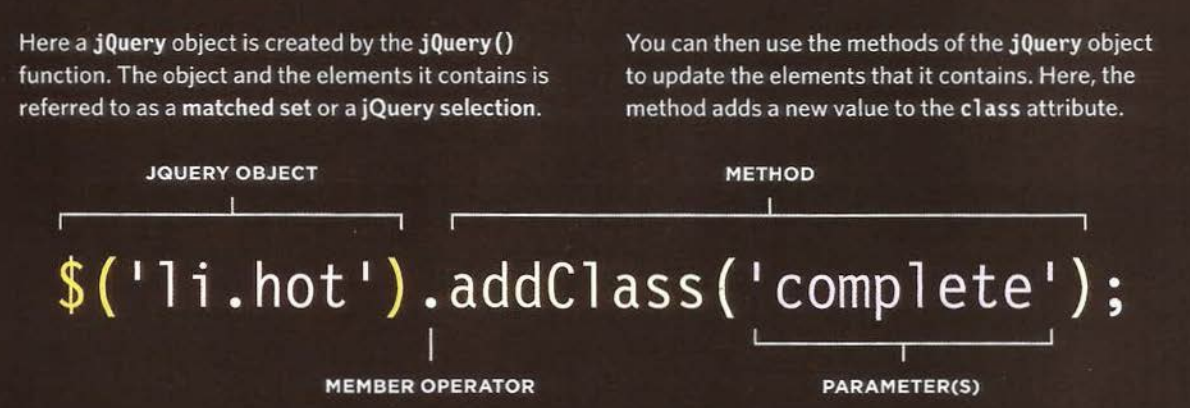 Here a jQuery object is created by the jQuery()
function. The object and the elements it contains is
referred to as a matched set or a jQuery selection.
You can then use the methods of the jQuery object
to update the elements that it contains. Here, the
method adds a new value to the class attribute.
JQUERY OBJECT
METHOD
$('li.hot').addClass('complete');
MEMBER OPERATOR
PARAMETER(S)